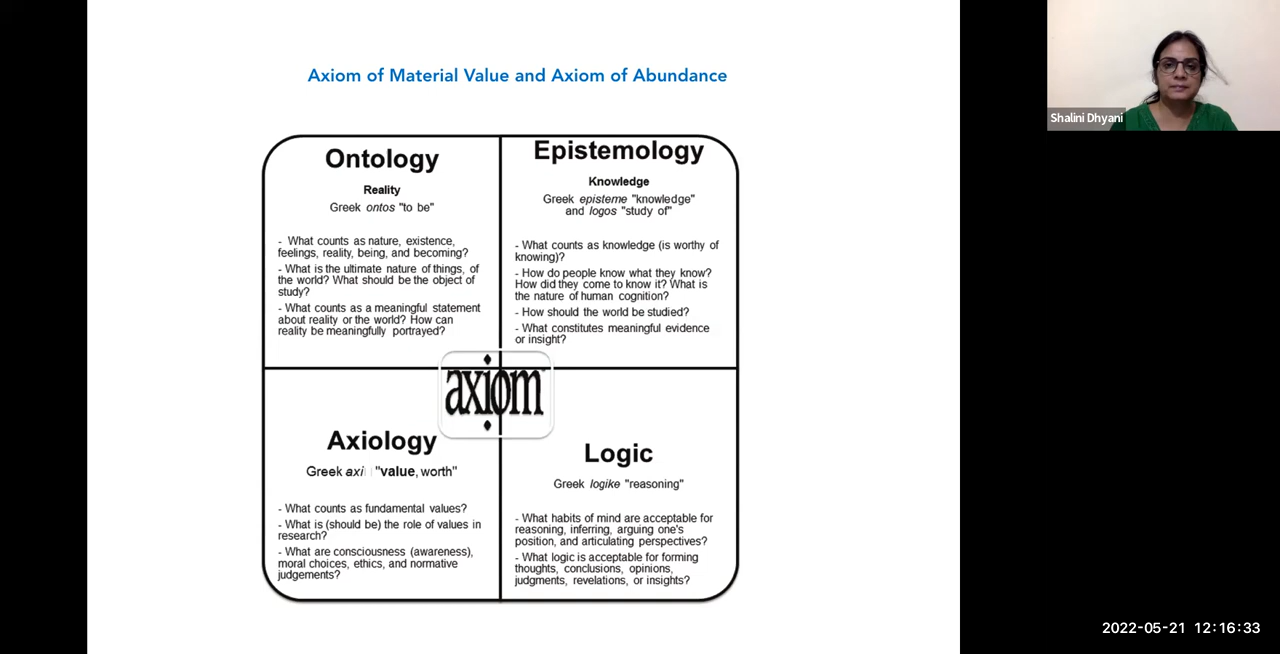 Axiom of Material Value and Axiom of Abundance
Ontology
Reality
Greek ontos "to be"
- What counts as nature, existence,
feelings, reality, being, and becoming?
- What is the ultimate nature of things, of
the world? What should be the object of
study?
- What counts as a meaningful statement
about reality or the world? How can
reality be meaningfully portrayed?
Epistemology
Knowledge
Greek episteme "knowledge"
and logos "study of"
- What counts as knowledge (is worthy of
knowing)?
- How do people know what they know?
How did they come to know it? What is
the nature of human cognition?
- How should the world be studied?
- What constitutes meaningful evidence
or insight?
axiom
Axiology
Greek axi "value, worth"
- What counts as fundamental values?
- What is (should be) the role of values in
research?
- What are consciousness (awareness),
moral choices, ethics, and normative
judgements?
Logic
Greek logike "reasoning"
- What habits of mind are acceptable for
reasoning, inferring, arguing one's
position, and articulating perspectives?
- What logic is acceptable for forming
thoughts, conclusions, opinions,
judgments, revelations, or insights?
Shalini Dhyani
2022-05-21 12:16:33